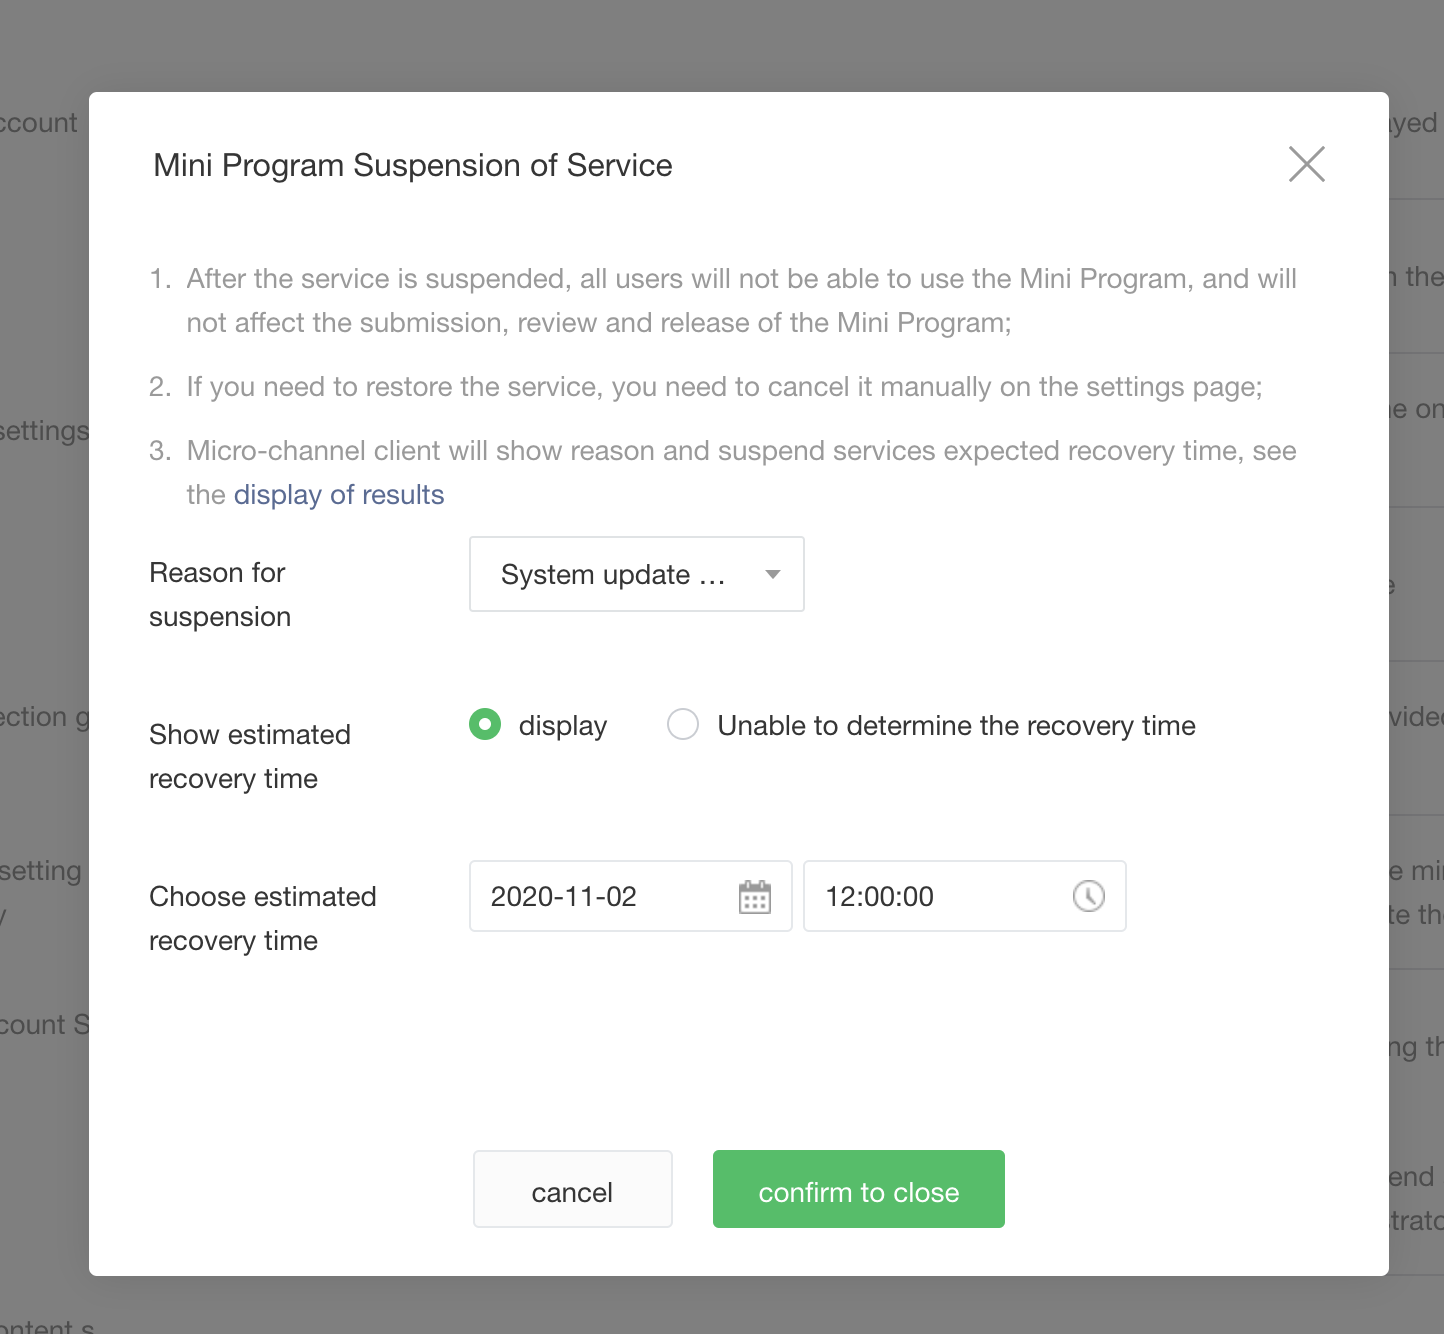 ccount
ayed
Mini Program Suspension of Service
1. After the service is suspended, all users will not be able to use the Mini Program, and will
not affect the submission, review and release of the Mini Program;
n the
2. If you need to restore the service, you need to cancel it manually on the settings page;
e on
settings
3. Micro-channel client will show reason and suspend services expected recovery time, see
the display of results
Reason for
suspension
System update ...
e
Show estimated
recovery time
display
Unable to determine the recovery time
ection g
video
setting
y
e min
te the
Choose estimated
recovery time
2020-11-02
12:00:00
count S
ng th
cancel
confirm to close
end
strato
ontent s